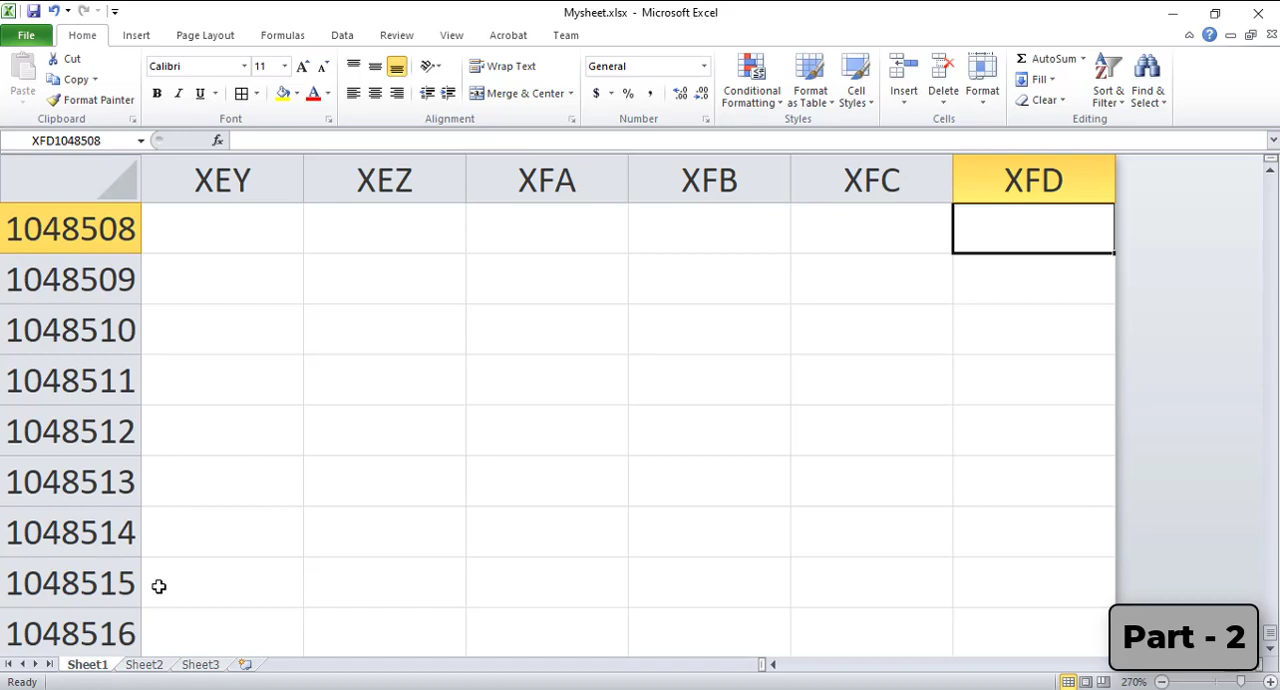 Mysheet.xlsx - Microsoft Excel
File Home Insert Page Layout Formulas Data Review View Acrobat Team
Paste Cut Copy Format Painter Clipboard
Calibri 11 B I U A Font
Wrap Text Merge & Center Alignment
General $ % , Number
Conditional Formatting Format as Table Cell Styles Styles
Insert Delete Format Cells
Σ AutoSum Fill Clear Sort & Filter Find & Select Editing
XFD1048508 fx
XEY XEZ XFA XFB XFC XFD
1048508
1048509
1048510
1048511
1048512
1048513
1048514
1048515
1048516
Part - 2
Sheet1 Sheet2 Sheet3
Ready 270%